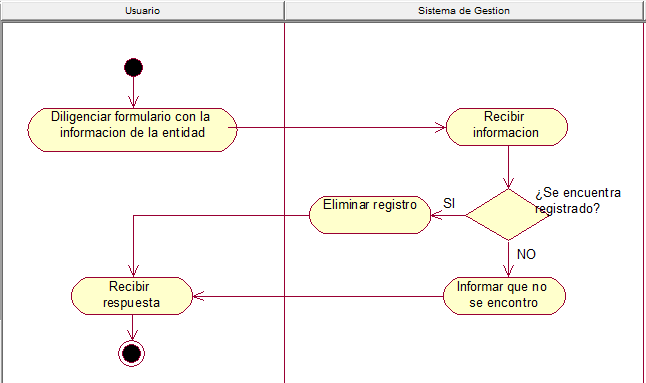 Usuario
Sistema de Gestion
Diligenciar formulario con la
informacion de la entidad
Recibir
informacion
¿Se encuentra
registrado?
SI
Eliminar registro
NO
Recibir
respuesta
Informar que no
se encontro